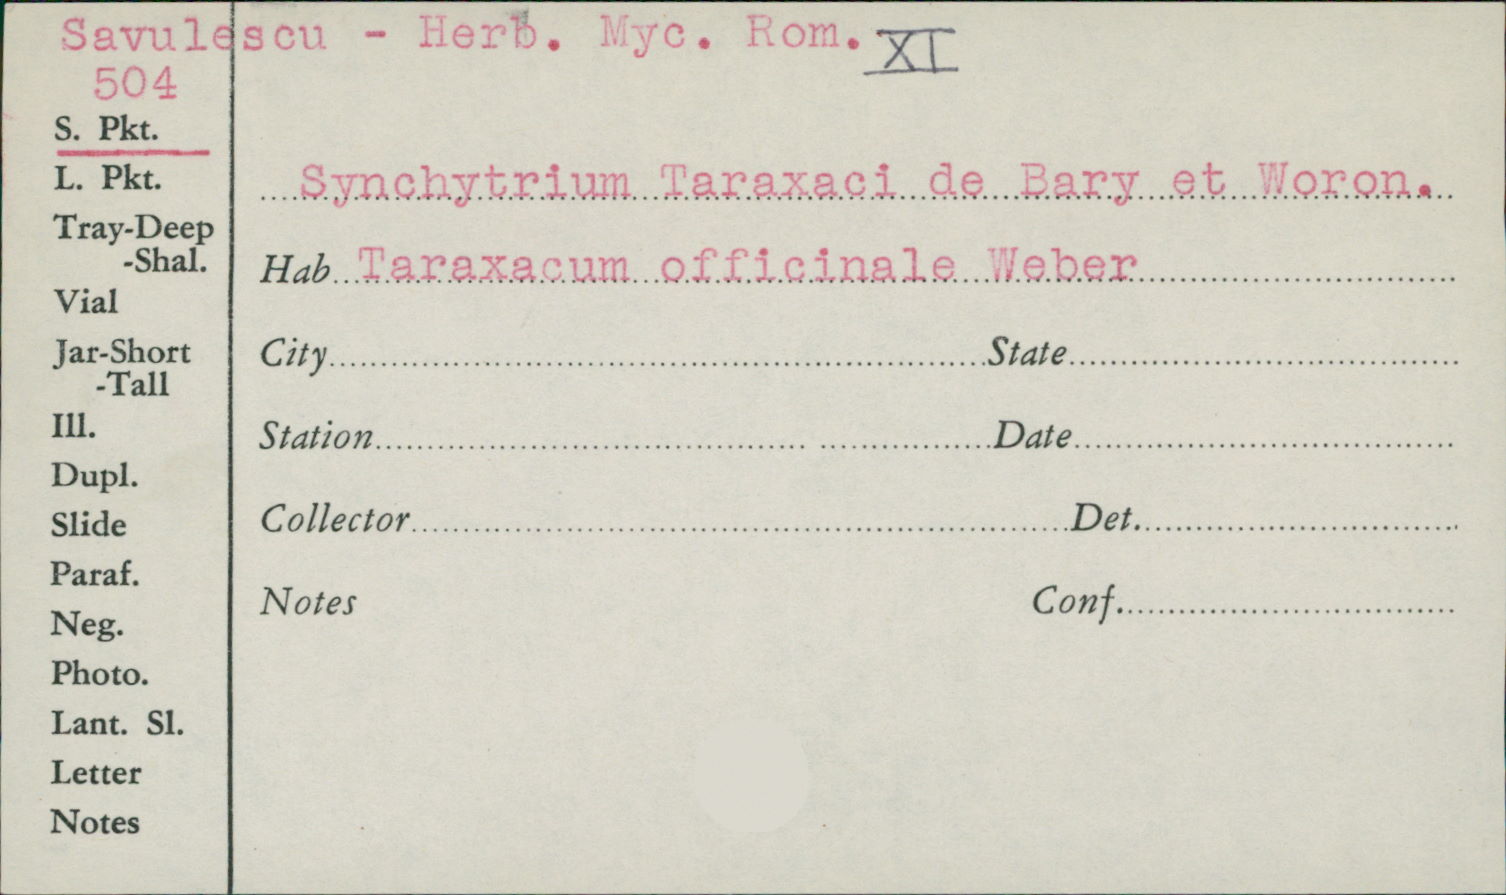 Savulescu - Herb. Myc. Rom. XI
504
S. Pkt.
L. Pkt.
Tray-Deep
-Shal.
Vial
Jar-Short
-Tall
Ill.
Dupl.
Slide
Paraf.
Neg.
Photo.
Lant. Sl.
Letter
Notes
Synchytrium Taraxaci de Bary et Woron.
Hab Taraxacum officinale Weber
City State
Station Date
Collector Det.
Notes Conf.